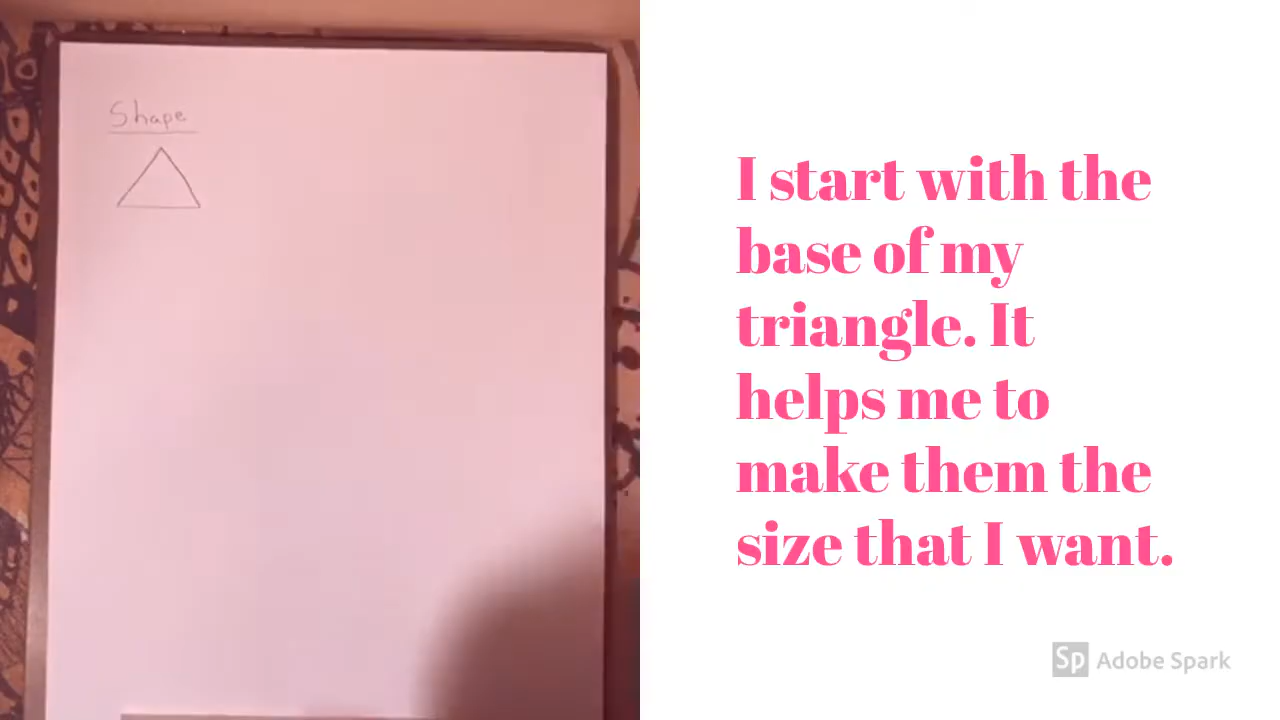 Shape
I start with the
base of my
triangle. It
helps me to
make them the
size that I want.
Sp Adobe Spark